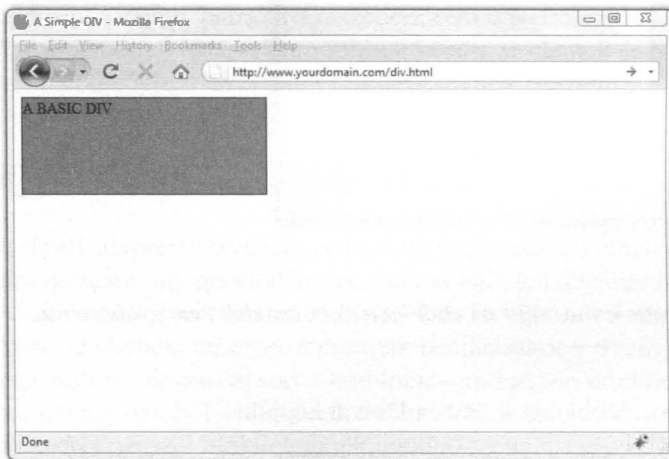 A Simple DIV - Mozilla Firefox
File Edit View History Bookmarks Tools Help
http://www.yourdomain.com/div.html
A BASIC DIV
Done